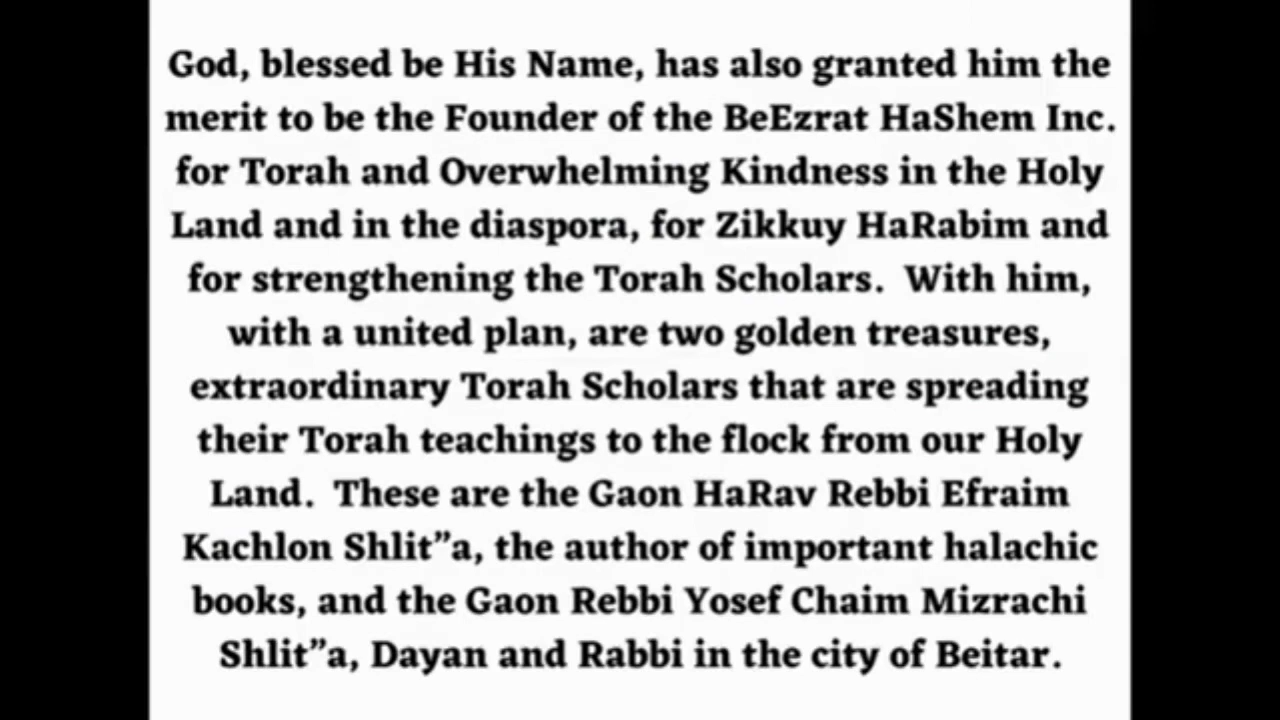 God, blessed be His Name, has also granted him the
merit to be the Founder of the BeEzrat HaShem Inc.
for Torah and Overwhelming Kindness in the Holy
Land and in the diaspora, for Zikkuy HaRabim and
for strengthening the Torah Scholars.  With him,
with a united plan, are two golden treasures,
extraordinary Torah Scholars that are spreading
their Torah teachings to the flock from our Holy
Land.  These are the Gaon HaRav Rebbi Efraim
Kachlon Shlit”a, the author of important halachic
books, and the Gaon Rebbi Yosef Chaim Mizrachi
Shlit”a, Dayan and Rabbi in the city of Beitar.